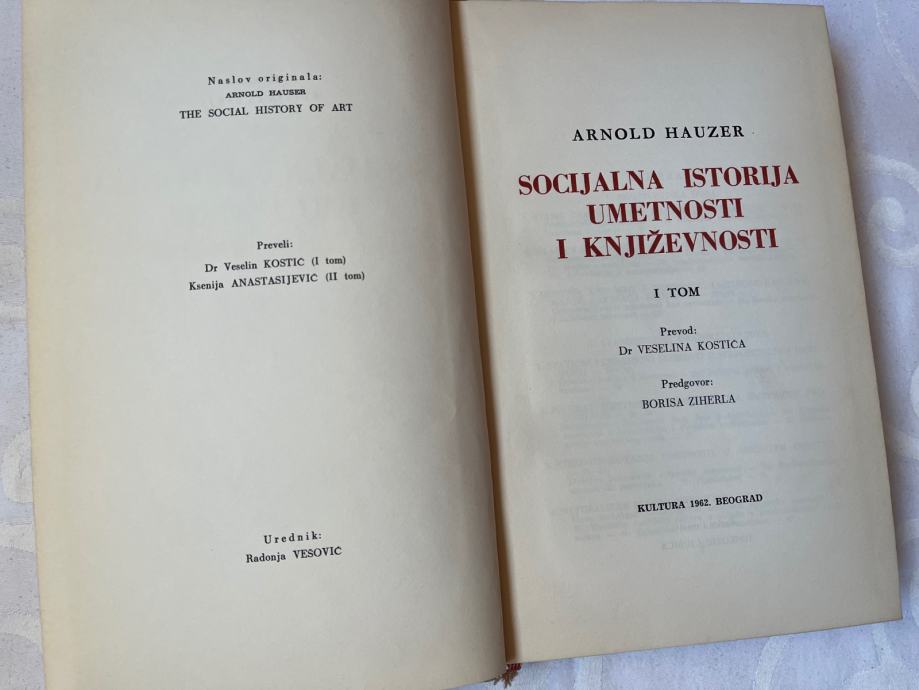 Naslov originala:
ARNOLD HAUSER
THE SOCIAL HISTORY OF ART
Preveli:
Dr Veselin KOSTIĆ (I tom)
Ksenija ANASTASIJEVIĆ (II tom)
Urednik:
Radonja VESOVIĆ
ARNOLD HAUZER
SOCIJALNA ISTORIJA
UMETNOSTI
I KNJIŽEVNOSTI
I TOM
Prevod:
Dr VESELINA KOSTIĆA
Predgovor:
BORISA ZIHERLA
KULTURA 1962. BEOGRAD